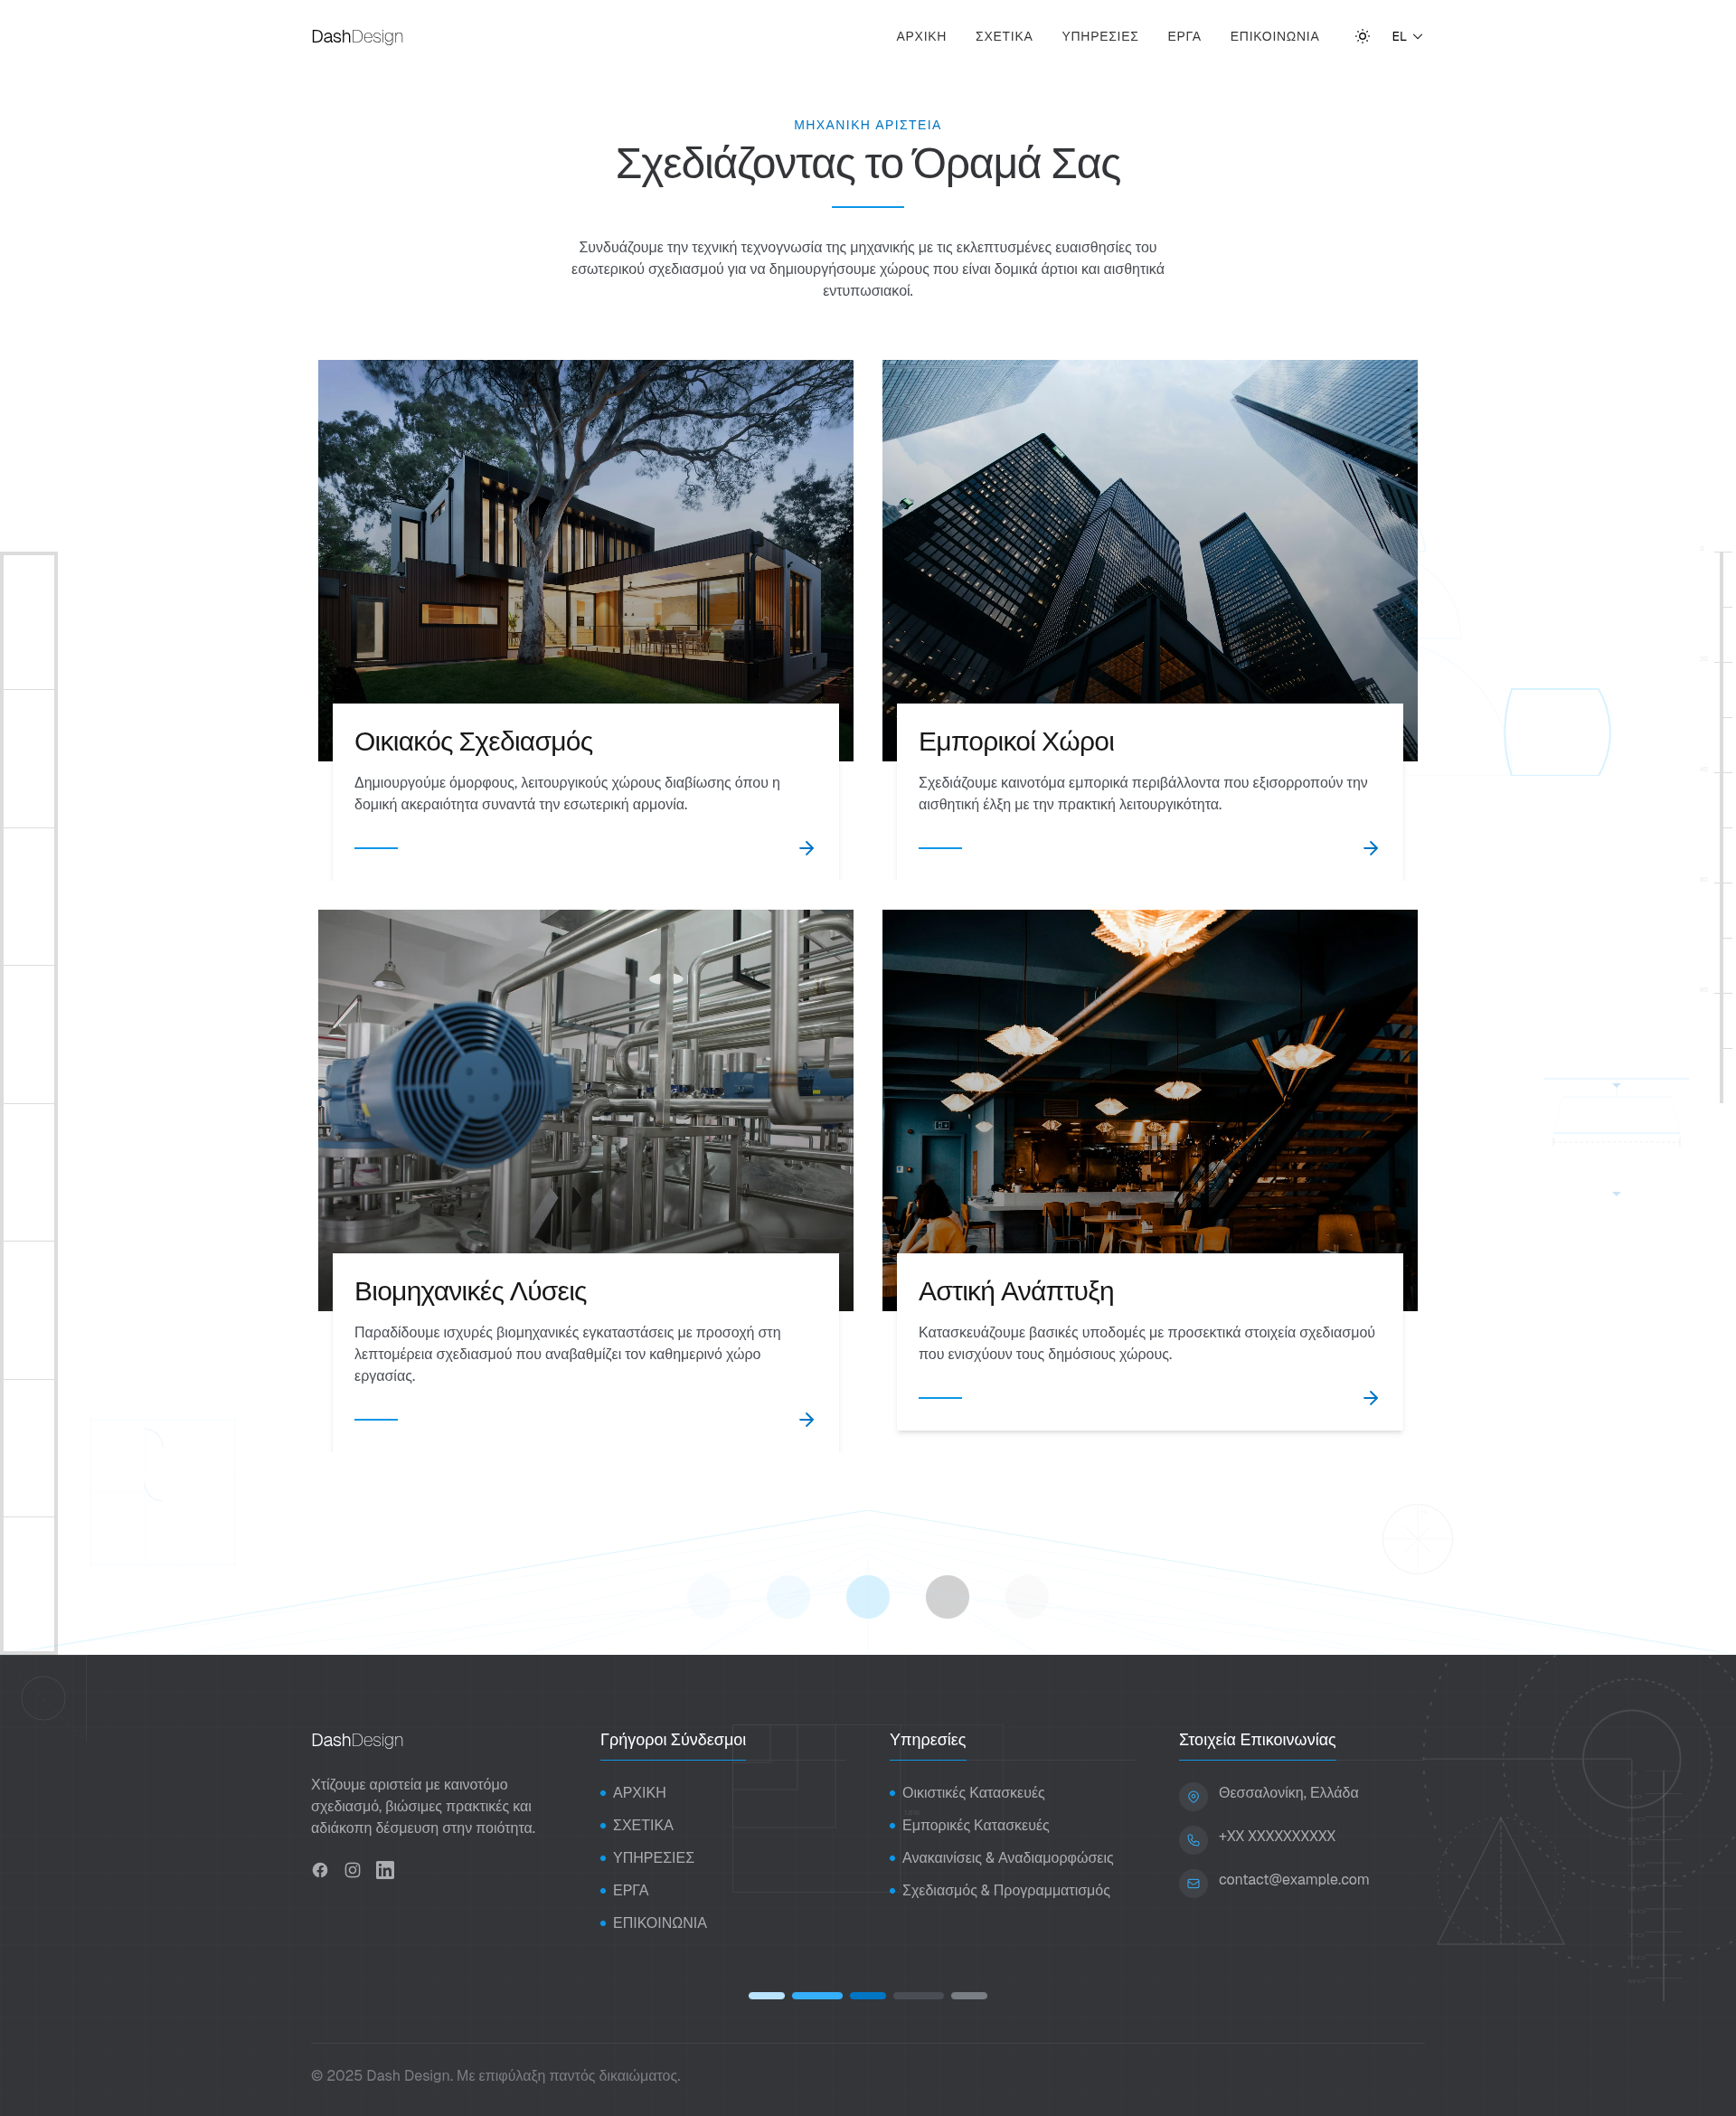 DashDesign
ΑΡΧΙΚΗ ΣΧΕΤΙΚΑ ΥΠΗΡΕΣΙΕΣ ΕΡΓΑ ΕΠΙΚΟΙΝΩΝΙΑ EL
ΜΗΧΑΝΙΚΗ ΑΡΙΣΤΕΙΑ
Σχεδιάζοντας το Όραμά Σας
Συνδυάζουμε την τεχνική τεχνογνωσία της μηχανικής με τις εκλεπτυσμένες ευαισθησίες του
εσωτερικού σχεδιασμού για να δημιουργήσουμε χώρους που είναι δομικά άρτιοι και αισθητικά
εντυπωσιακοί.
Οικιακός Σχεδιασμός
Δημιουργούμε όμορφους, λειτουργικούς χώρους διαβίωσης όπου η
δομική ακεραιότητα συναντά την εσωτερική αρμονία.
Εμπορικοί Χώροι
Σχεδιάζουμε καινοτόμα εμπορικά περιβάλλοντα που εξισορροπούν την
αισθητική έλξη με την πρακτική λειτουργικότητα.
Βιομηχανικές Λύσεις
Παραδίδουμε ισχυρές βιομηχανικές εγκαταστάσεις με προσοχή στη
λεπτομέρεια σχεδιασμού που αναβαθμίζει τον καθημερινό χώρο
εργασίας.
Αστική Ανάπτυξη
Κατασκευάζουμε βασικές υποδομές με προσεκτικά στοιχεία σχεδιασμού
που ενισχύουν τους δημόσιους χώρους.
DashDesign
Χτίζουμε αριστεία με καινοτόμο
σχεδιασμό, βιώσιμες πρακτικές και
αδιάκοπη δέσμευση στην ποιότητα.
Γρήγοροι Σύνδεσμοι
ΑΡΧΙΚΗ
ΣΧΕΤΙΚΑ
ΥΠΗΡΕΣΙΕΣ
ΕΡΓΑ
ΕΠΙΚΟΙΝΩΝΙΑ
Υπηρεσίες
Οικιστικές Κατασκευές
Εμπορικές Κατασκευές
Ανακαινίσεις & Αναδιαμορφώσεις
Σχεδιασμός & Προγραμματισμός
Στοιχεία Επικοινωνίας
Θεσσαλονίκη, Ελλάδα
+XX XXXXXXXXXX
contact@example.com
© 2025 Dash Design. Με επιφύλαξη παντός δικαιώματος.